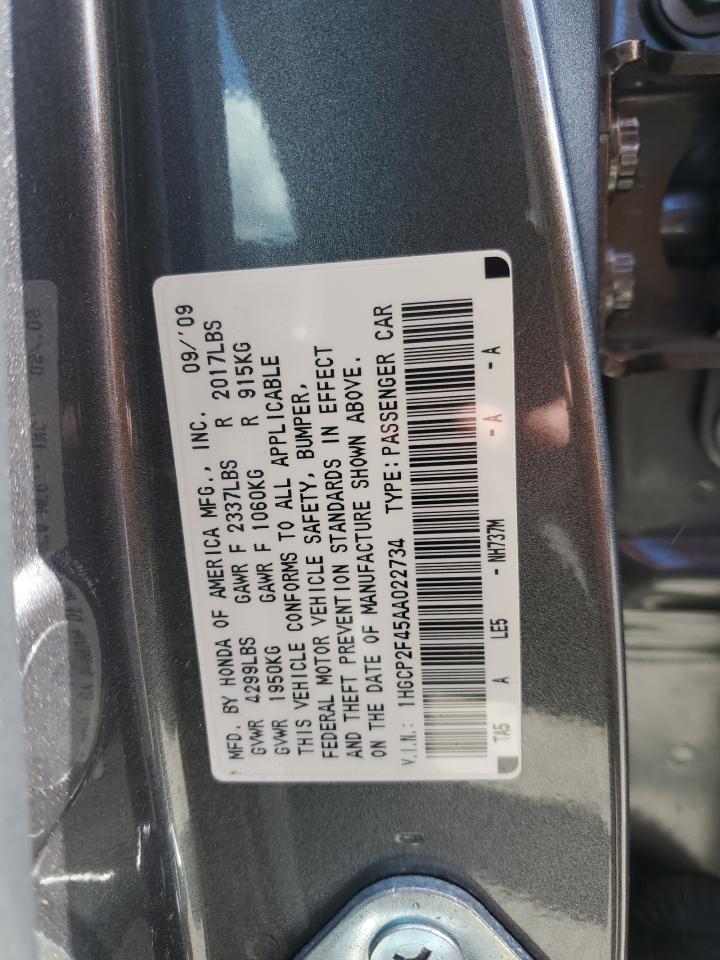 MFD. BY HONDA OF AMERICA MFG., INC. 09/'09
GVWR 4299LBS GAWR F 2337LBS R 2017LBS
GVWR 1950KG GAWR F 1060KG R 915KG
THIS VEHICLE CONFORMS TO ALL APPLICABLE
FEDERAL MOTOR VEHICLE SAFETY, BUMPER,
AND THEFT PREVENTION STANDARDS IN EFFECT
ON THE DATE OF MANUFACTURE SHOWN ABOVE.
V.I.N.: 1HGCP2F45AA022734 TYPE: PASSENGER CAR
TA5 A LE5 - NH737M - A - A